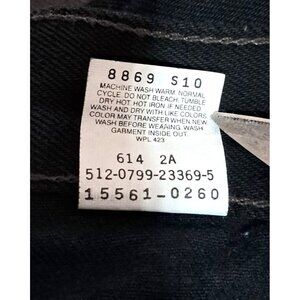 8869 S10
MACHINE WASH WARM. NORMAL
CYCLE. DO NOT BLEACH. TUMBLE
DRY HOT. HOT IRON IF NEEDED
WASH AND DRY WITH LIKE COLORS
COLOR MAY TRANSFER WHEN NEW
WASH BEFORE WEARING. WASH
GARMENT INSIDE OUT.
WPL 423
614 2A
512-0799-23369-5
15561-0260